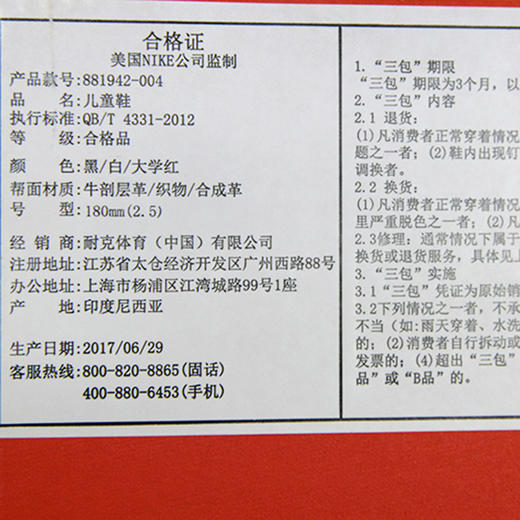 合格证
美国NIKE公司监制
产品款号:881942-004
品　　名:儿童鞋
执行标准:QB/T 4331-2012
等　　级:合格品
颜　　色:黑/白/大学红
帮面材质:牛剖层革/织物/合成革
号　　型:180mm(2.5)
经 销 商:耐克体育（中国）有限公司
注册地址:江苏省太仓经济开发区广州西路88号
办公地址:上海市杨浦区江湾城路99号1座
产　　地:印度尼西亚
生产日期:2017/06/29
客服热线:800-820-8865(固话)
400-880-6453(手机)
1. “三包”期限
“三包”期限为3个月，以
2. “三包”内容
2.1 退货:
(1)凡消费者正常穿着情况
题之一者; (2)鞋内出现钉
调换者。
2.2 换货:
(1)凡消费者正常穿着情况
里严重脱色之一者; (2)凡
2.3修理: 通常情况下属于
换货或退货服务，具体见上
3. “三包”实施
3.1“三包”凭证为原始销
3.2下列情况之一者，不承
不当（如:雨天穿着、水洗
的; (2)消费者自行拆动或
发票的; (4)超出“三包”
品”或“B品”的。